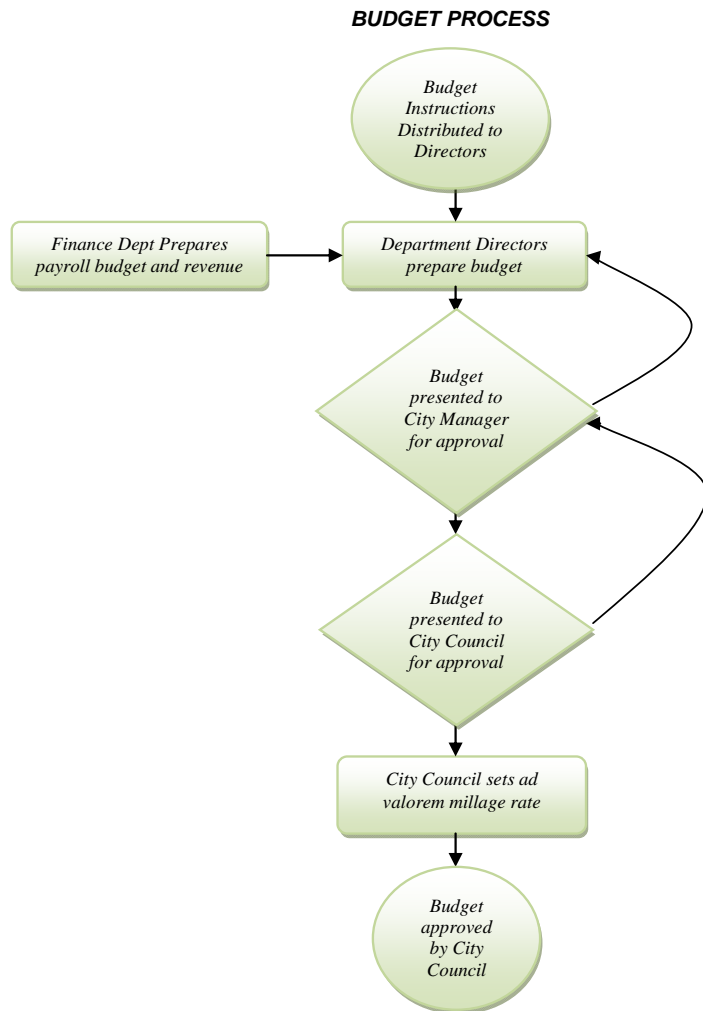 BUDGET PROCESS
Budget
Instructions
Distributed to
Directors
Finance Dept Prepares
payroll budget and revenue
Department Directors
prepare budget
Budget
presented to
City Manager
for approval
Budget
presented to
City Council
for approval
City Council sets ad
valorem millage rate
Budget
approved
by City
Council